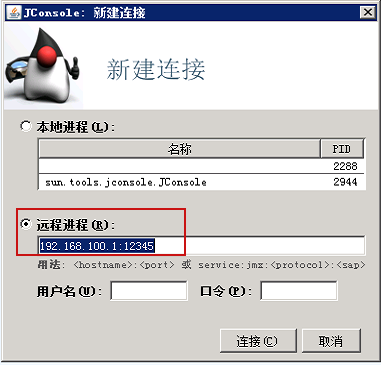 JConsole: 新建连接
新建连接
本地进程(L):
名称 PID
2288
sun.tools.jconsole.JConsole 2944
远程进程(R):
192.168.100.1:12345
用法: <hostname>:<port> 或 service:jmx:<protocol>:<sap>
用户名(U): 口令(P):
连接(C) 取消